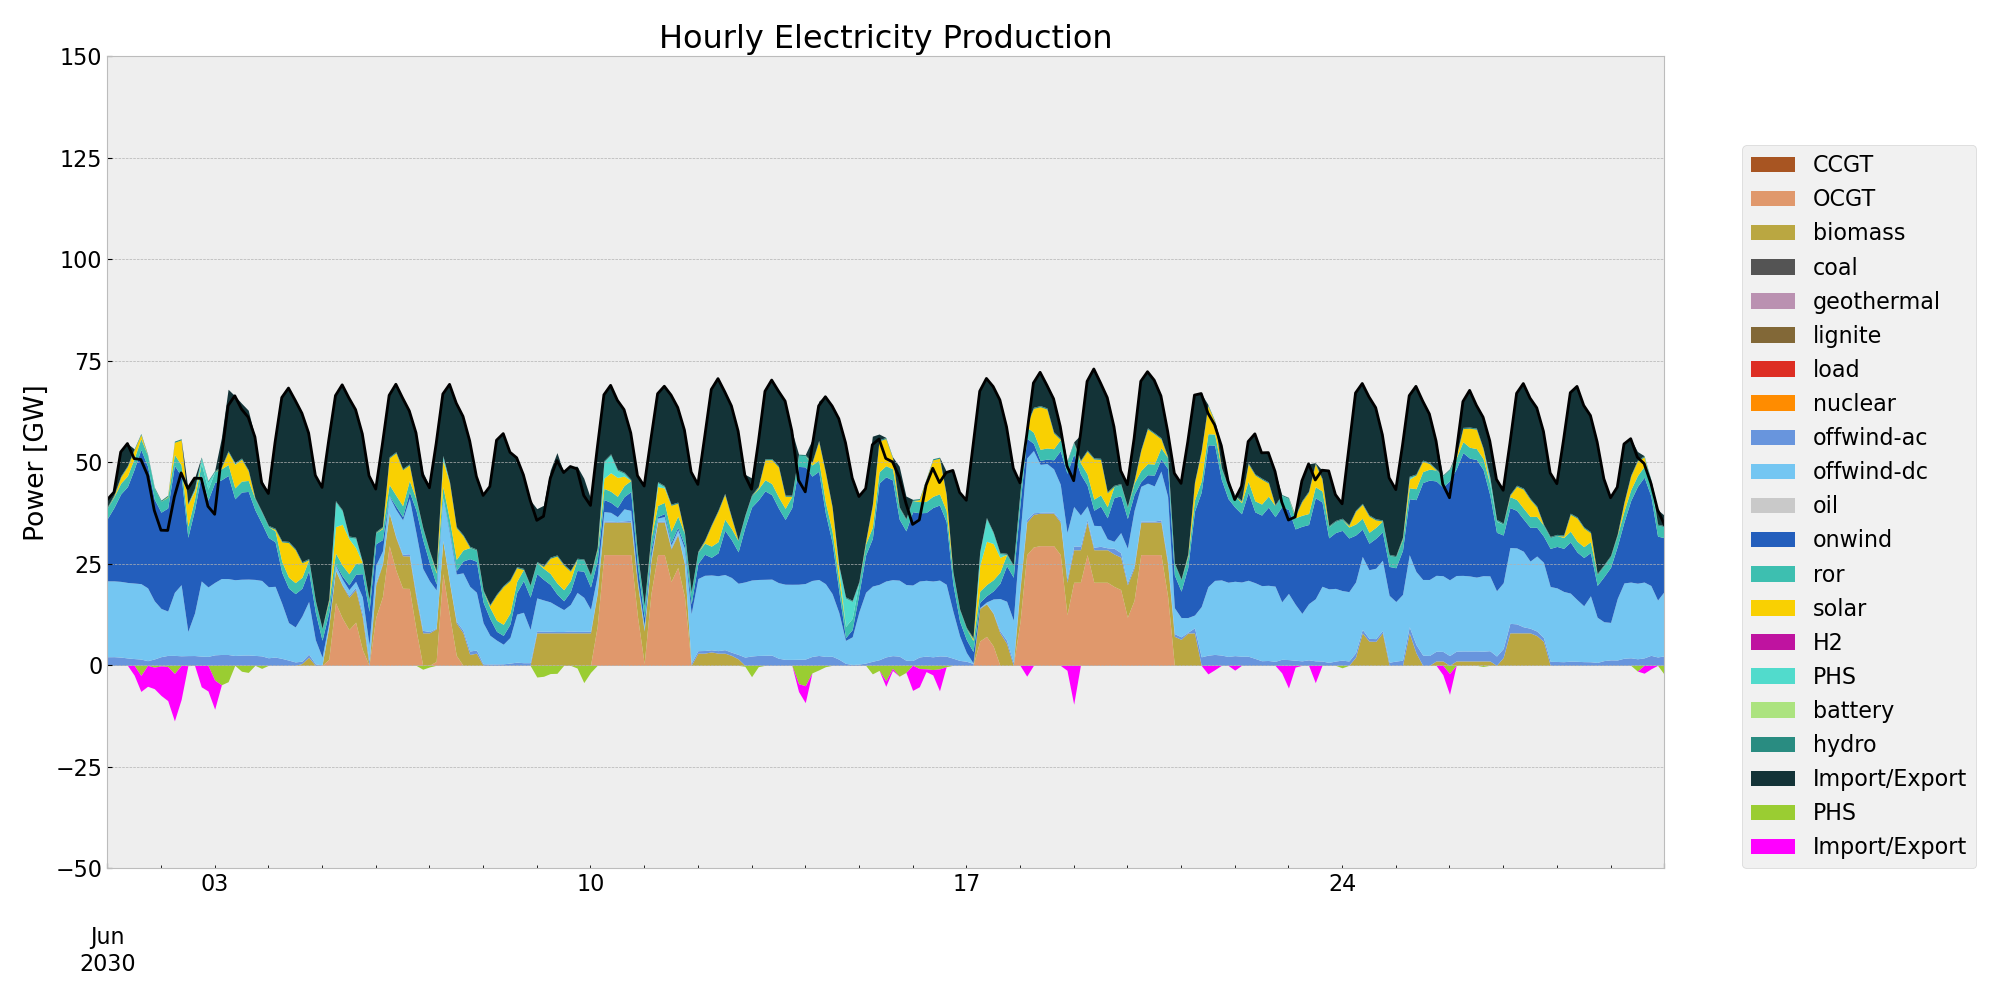 Hourly Electricity Production
Power [GW]
150
125
100
75
50
25
0
−25
−50
03
10
17
24
Jun
2030
CCGT
OCGT
biomass
coal
geothermal
lignite
load
nuclear
offwind-ac
offwind-dc
oil
onwind
ror
solar
H2
PHS
battery
hydro
Import/Export
PHS
Import/Export